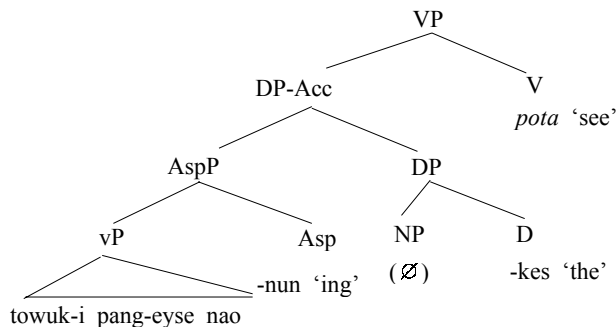 VP
DP-Acc V
pota ‘see’
AspP DP
vP Asp NP D
-nun ‘ing’ (∅) -kes ‘the’
towuk-i pang-eyse nao